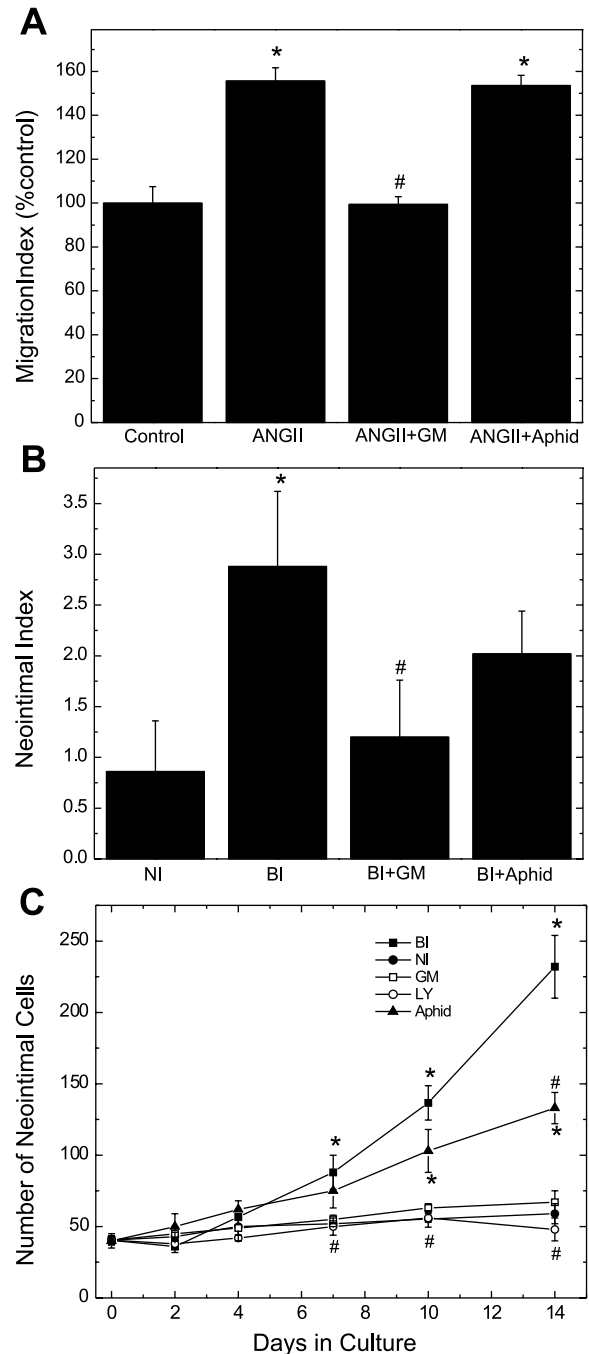 A
MigrationIndex (%control)
160
140
120
100
80
60
40
20
0
* # *
Control ANGII ANGII+GM ANGII+Aphid
B
Neointimal Index
3.5
3.0
2.5
2.0
1.5
1.0
0.5
0.0
* #
NI BI BI+GM BI+Aphid
C
Number of Neointimal Cells
250
200
150
100
50
0
BI
NI
GM
LY
Aphid
*
* #
* *
*
# # #
0 2 4 6 8 10 12 14
Days in Culture